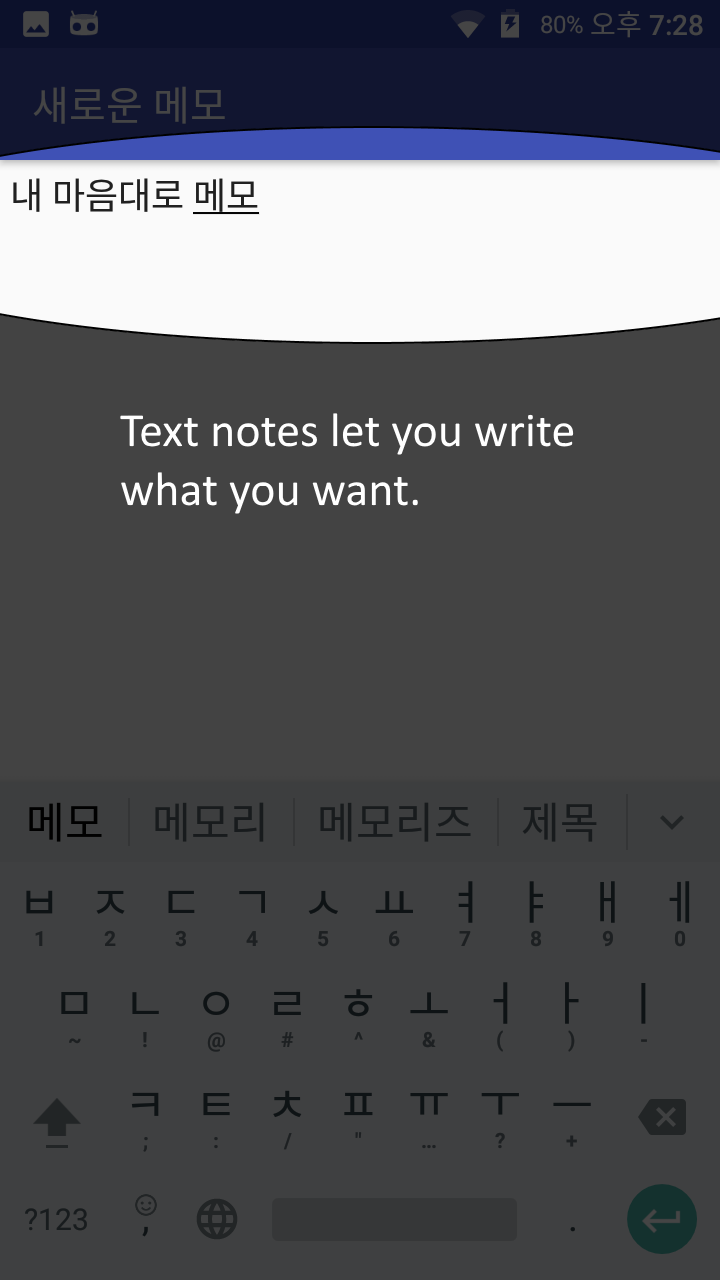 80% 오후 7:28
새로운 메모
내 마음대로 메모
Text notes let you write
what you want.
메모 메모리 메모리즈 제목
ㅂ ㅈ ㄷ ㄱ ㅅ ㅛ ㅕ ㅑ ㅐ ㅔ
1 2 3 4 5 6 7 8 9 0
ㅁ ㄴ ㅇ ㄹ ㅎ ㅗ ㅓ ㅏ ㅣ
~ ! @ # ^ & ( ) -
ㅋ ㅌ ㅊ ㅍ ㅠ ㅜ ㅡ
; : / " … ? +
?123 , .